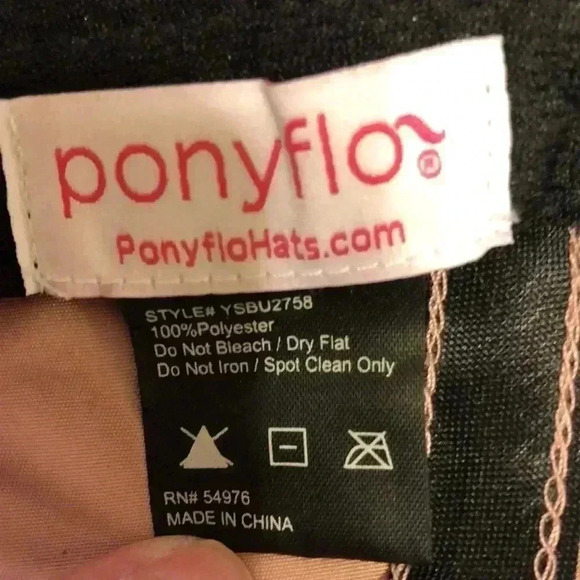 ponyflo®
PonyfloHats.com
STYLE# YSBU2758
100%Polyester
Do Not Bleach / Dry Flat
Do Not Iron / Spot Clean Only
RN# 54976
MADE IN CHINA